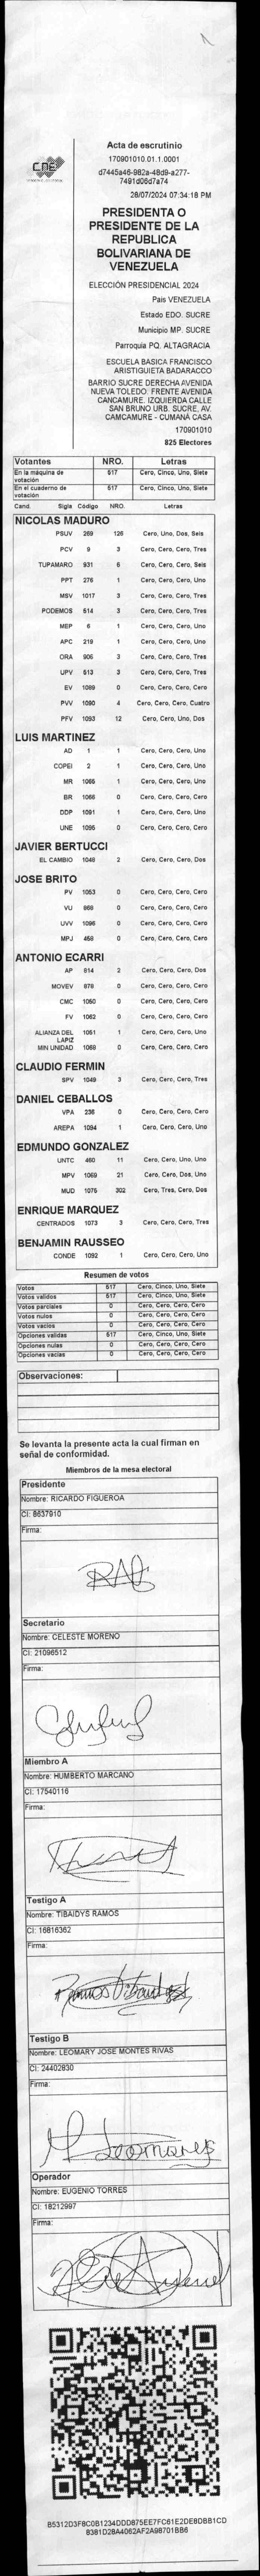 Acta de escrutinio
170901010.01.1.0001
d7445a46-982a-48d9-a277-
7491d06d7a74
28/07/2024 07:34:18 PM
CNE
PRESIDENTA O
PRESIDENTE DE LA
REPUBLICA
BOLIVARIANA DE
VENEZUELA
ELECCIÓN PRESIDENCIAL 2024
Pais VENEZUELA
Estado EDO. SUCRE
Municipio MP. SUCRE
Parroquia PQ. ALTAGRACIA
ESCUELA BASICA FRANCISCO
ARISTIGUIETA BADARACCO
BARRIO SUCRE DERECHA AVENIDA
NUEVA TOLEDO. FRENTE AVENIDA
CANCAMURE. IZQUIERDA CALLE
SAN BRUNO URB. SUCRE, AV.
CAMCAMURE - CUMANÁ CASA
170901010
825 Electores
Votantes NRO. Letras
En la máquina de votación 517 Cero, Cinco, Uno, Siete
En el cuaderno de votación 517 Cero, Cinco, Uno, Siete
Cand. Sigla Código NRO. Letras
NICOLAS MADURO
PSUV 269 126 Cero, Uno, Dos, Seis
PCV 9 3 Cero, Cero, Cero, Tres
TUPAMARO 931 6 Cero, Cero, Cero, Seis
PPT 276 1 Cero, Cero, Cero, Uno
MSV 1017 3 Cero, Cero, Cero, Tres
PODEMOS 514 3 Cero, Cero, Cero, Tres
MEP 6 1 Cero, Cero, Cero, Uno
APC 219 1 Cero, Cero, Cero, Uno
ORA 906 3 Cero, Cero, Cero, Tres
UPV 513 3 Cero, Cero, Cero, Tres
EV 1089 0 Cero, Cero, Cero, Cero
PVV 1090 4 Cero, Cero, Cero, Cuatro
PFV 1093 12 Cero, Cero, Uno, Dos
LUIS MARTINEZ
AD 1 1 Cero, Cero, Cero, Uno
COPEI 2 1 Cero, Cero, Cero, Uno
MR 1065 1 Cero, Cero, Cero, Uno
BR 1066 0 Cero, Cero, Cero, Cero
DDP 1091 1 Cero, Cero, Cero, Uno
UNE 1095 0 Cero, Cero, Cero, Cero
JAVIER BERTUCCI
EL CAMBIO 1048 2 Cero, Cero, Cero, Dos
JOSE BRITO
PV 1053 0 Cero, Cero, Cero, Cero
VU 868 0 Cero, Cero, Cero, Cero
UVV 1096 0 Cero, Cero, Cero, Cero
MPJ 458 0 Cero, Cero, Cero, Cero
ANTONIO ECARRI
AP 814 2 Cero, Cero, Cero, Dos
MOVEV 878 0 Cero, Cero, Cero, Cero
CMC 1050 0 Cero, Cero, Cero, Cero
FV 1062 0 Cero, Cero, Cero, Cero
ALIANZA DEL LAPIZ 1051 1 Cero, Cero, Cero, Uno
MIN UNIDAD 1068 0 Cero, Cero, Cero, Cero
CLAUDIO FERMIN
SPV 1049 3 Cero, Cero, Cero, Tres
DANIEL CEBALLOS
VPA 236 0 Cero, Cero, Cero, Cero
AREPA 1094 1 Cero, Cero, Cero, Uno
EDMUNDO GONZALEZ
UNTC 460 11 Cero, Cero, Uno, Uno
MPV 1069 21 Cero, Cero, Dos, Uno
MUD 1075 302 Cero, Tres, Cero, Dos
ENRIQUE MARQUEZ
CENTRADOS 1073 3 Cero, Cero, Cero, Tres
BENJAMIN RAUSSEO
CONDE 1092 1 Cero, Cero, Cero, Uno
Resumen de votos
Votos 517 Cero, Cinco, Uno, Siete
Votos validos 517 Cero, Cinco, Uno, Siete
Votos parciales 0 Cero, Cero, Cero, Cero
Votos nulos 0 Cero, Cero, Cero, Cero
Votos vacíos 0 Cero, Cero, Cero, Cero
Opciones validas 517 Cero, Cinco, Uno, Siete
Opciones nulas 0 Cero, Cero, Cero, Cero
Opciones vacias 0 Cero, Cero, Cero, Cero
Observaciones:
Se levanta la presente acta la cual firman en
señal de conformidad.
Miembros de la mesa electoral
Presidente
Nombre: RICARDO FIGUEROA
CI: 8637910
Firma:
Secretario
Nombre: CELESTE MORENO
CI: 21096512
Firma:
Miembro A
Nombre: HUMBERTO MARCANO
CI: 17540116
Firma:
Testigo A
Nombre: TIBAIDYS RAMOS
CI: 16816362
Firma:
Testigo B
Nombre: LEOMARY JOSE MONTES RIVAS
CI: 24402830
Firma:
Leomarys
Operador
Nombre: EUGENIO TORRES
CI: 18212997
Firma:
B5312D3F8C0B1234DDD875EE7FC61E2DE8DBB1CD
8381D28A4062AF2A98701BB6